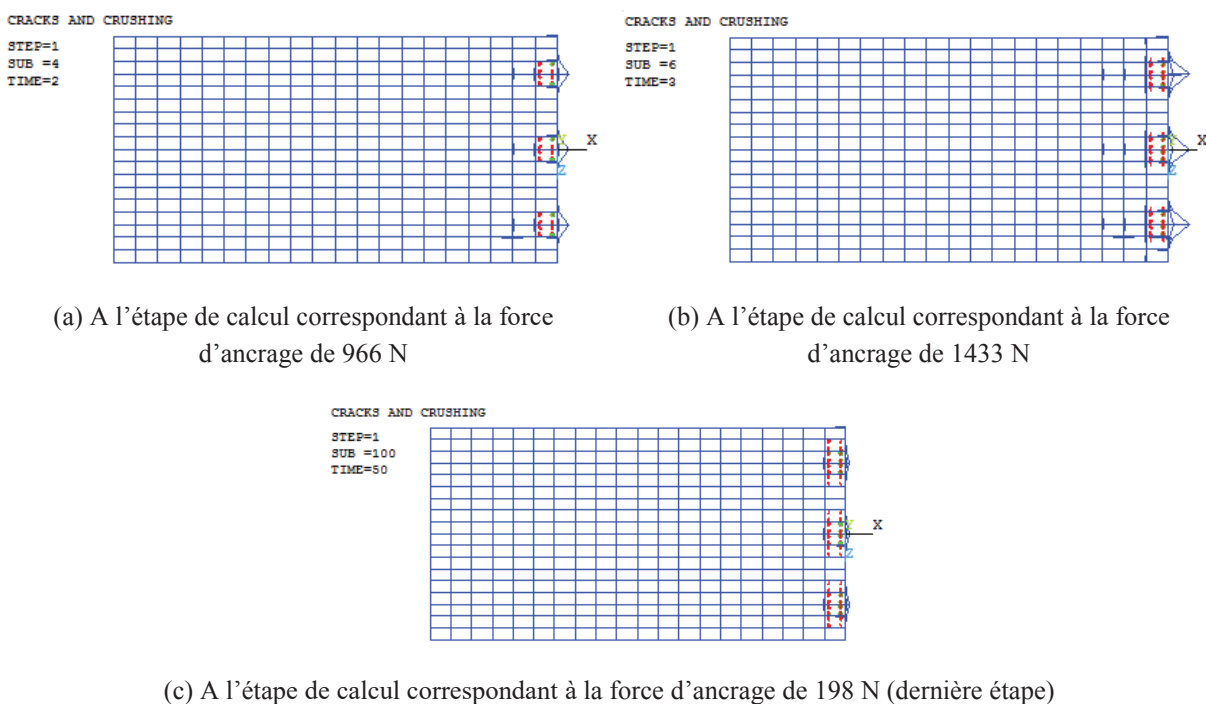 CRACKS AND CRUSHING
STEP=1
SUB =4
TIME=2
Y
X
Z
(a) A l’étape de calcul correspondant à la force
d’ancrage de 966 N
CRACKS AND CRUSHING
STEP=1
SUB =6
TIME=3
Y
X
Z
(b) A l’étape de calcul correspondant à la force
d’ancrage de 1433 N
CRACKS AND CRUSHING
STEP=1
SUB =100
TIME=50
Y
X
Z
(c) A l’étape de calcul correspondant à la force d’ancrage de 198 N (dernière étape)